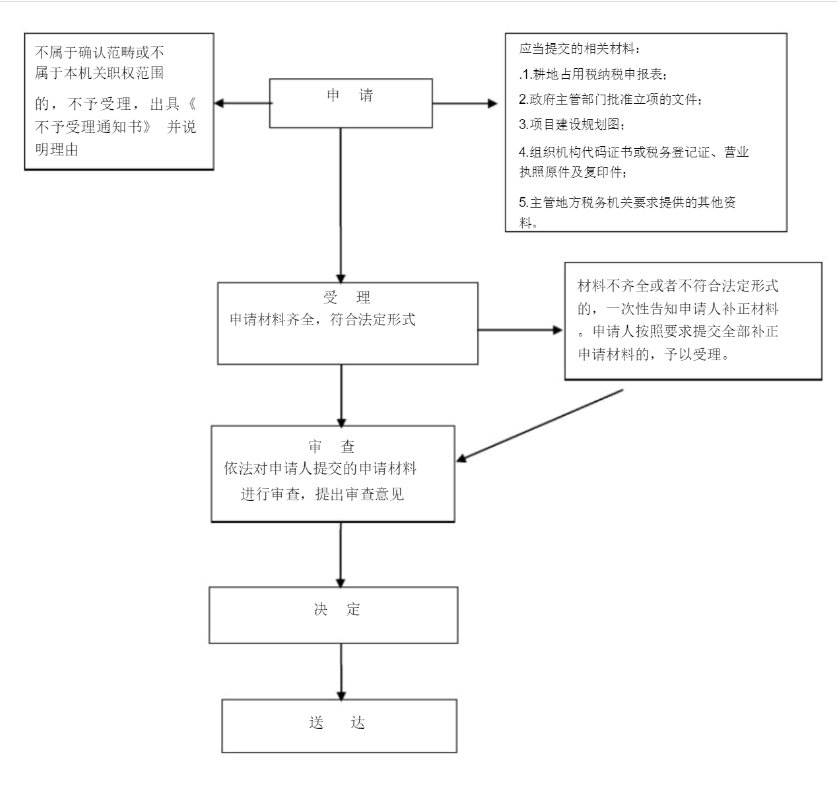 不属于确认范畴或不
属于本机关职权范围
的，不予受理，出具《
不予受理通知书》 并说
明理由
申 请
应当提交的相关材料：
.1.耕地占用税纳税申报表；
2.政府主管部门批准立项的文件；
3.项目建设规划图；
4.组织机构代码证书或税务登记证、营业
执照原件及复印件；
5.主管地方税务机关要求提供的其他资
料。
受 理
申请材料齐全，符合法定形式
材料不齐全或者不符合法定形式
的，一次性告知申请人补正材料
。申请人按照要求提交全部补正
申请材料的，予以受理。
审 查
依法对申请人提交的申请材料
进行审查，提出审查意见
决 定
送 达